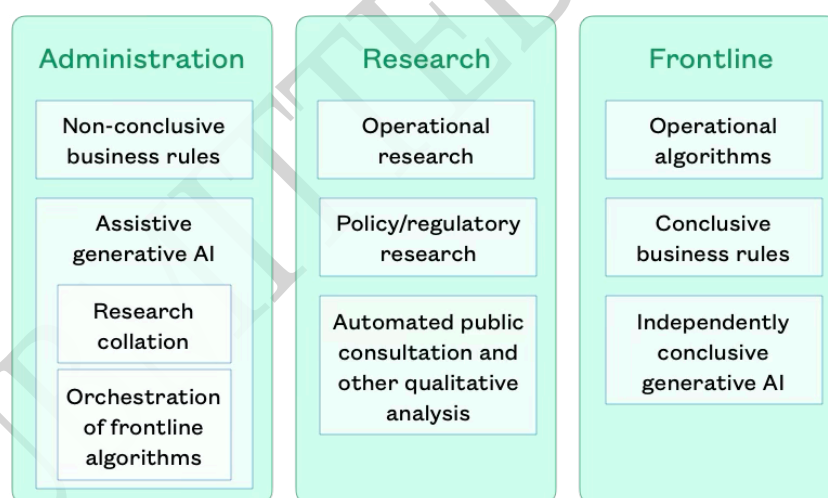 Administration
Non-conclusive
business rules
Assistive
generative AI
Research
collation
Orchestration
of frontline
algorithms
Research
Operational
research
Policy/regulatory
research
Automated public
consultation and
other qualitative
analysis
Frontline
Operational
algorithms
Conclusive
business rules
Independently
conclusive
generative AI